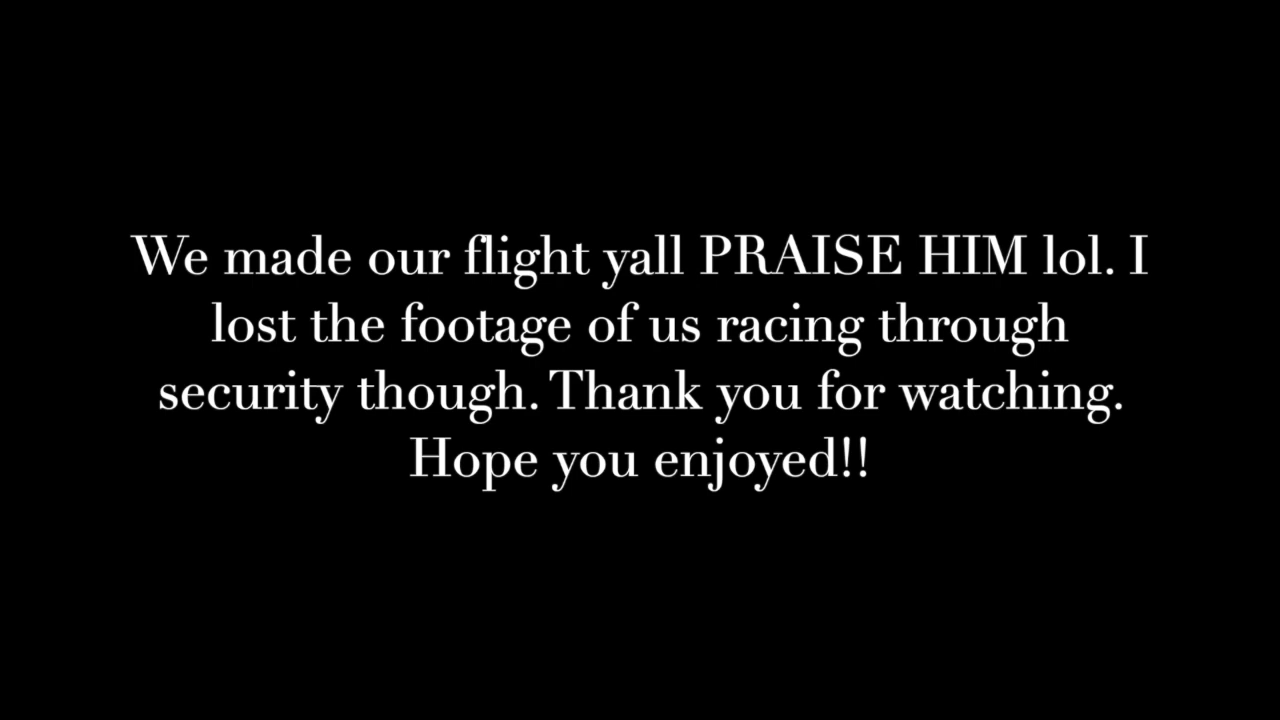 We made our flight yall PRAISE HIM lol. I
lost the footage of us racing through
security though. Thank you for watching.
Hope you enjoyed!!